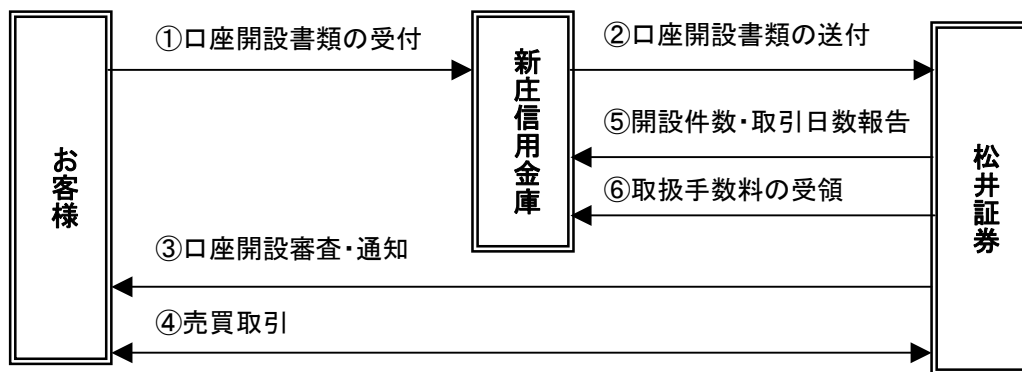 ①口座開設書類の受付
②口座開設書類の送付
新庄信用金庫
⑤開設件数・取引日数報告
お客様
松井証券
⑥取扱手数料の受領
③口座開設審査・通知
④売買取引